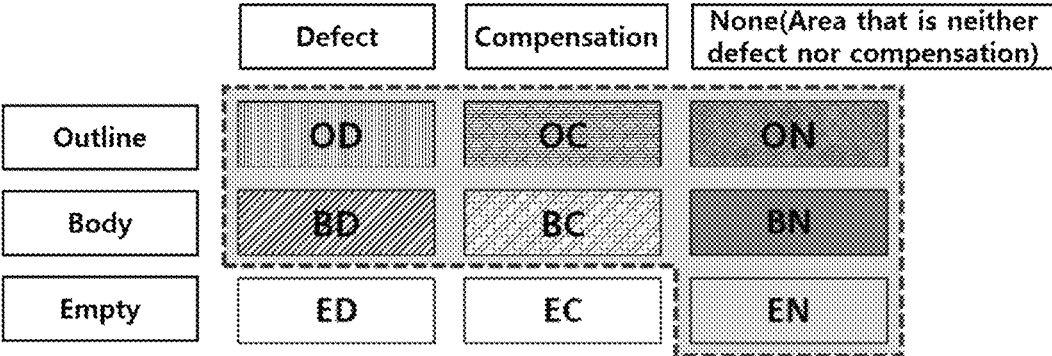 Defect
Compensation
None(Area that is neither
defect nor compensation)
Outline
OD
OC
ON
Body
BD
BC
BN
Empty
ED
EC
EN